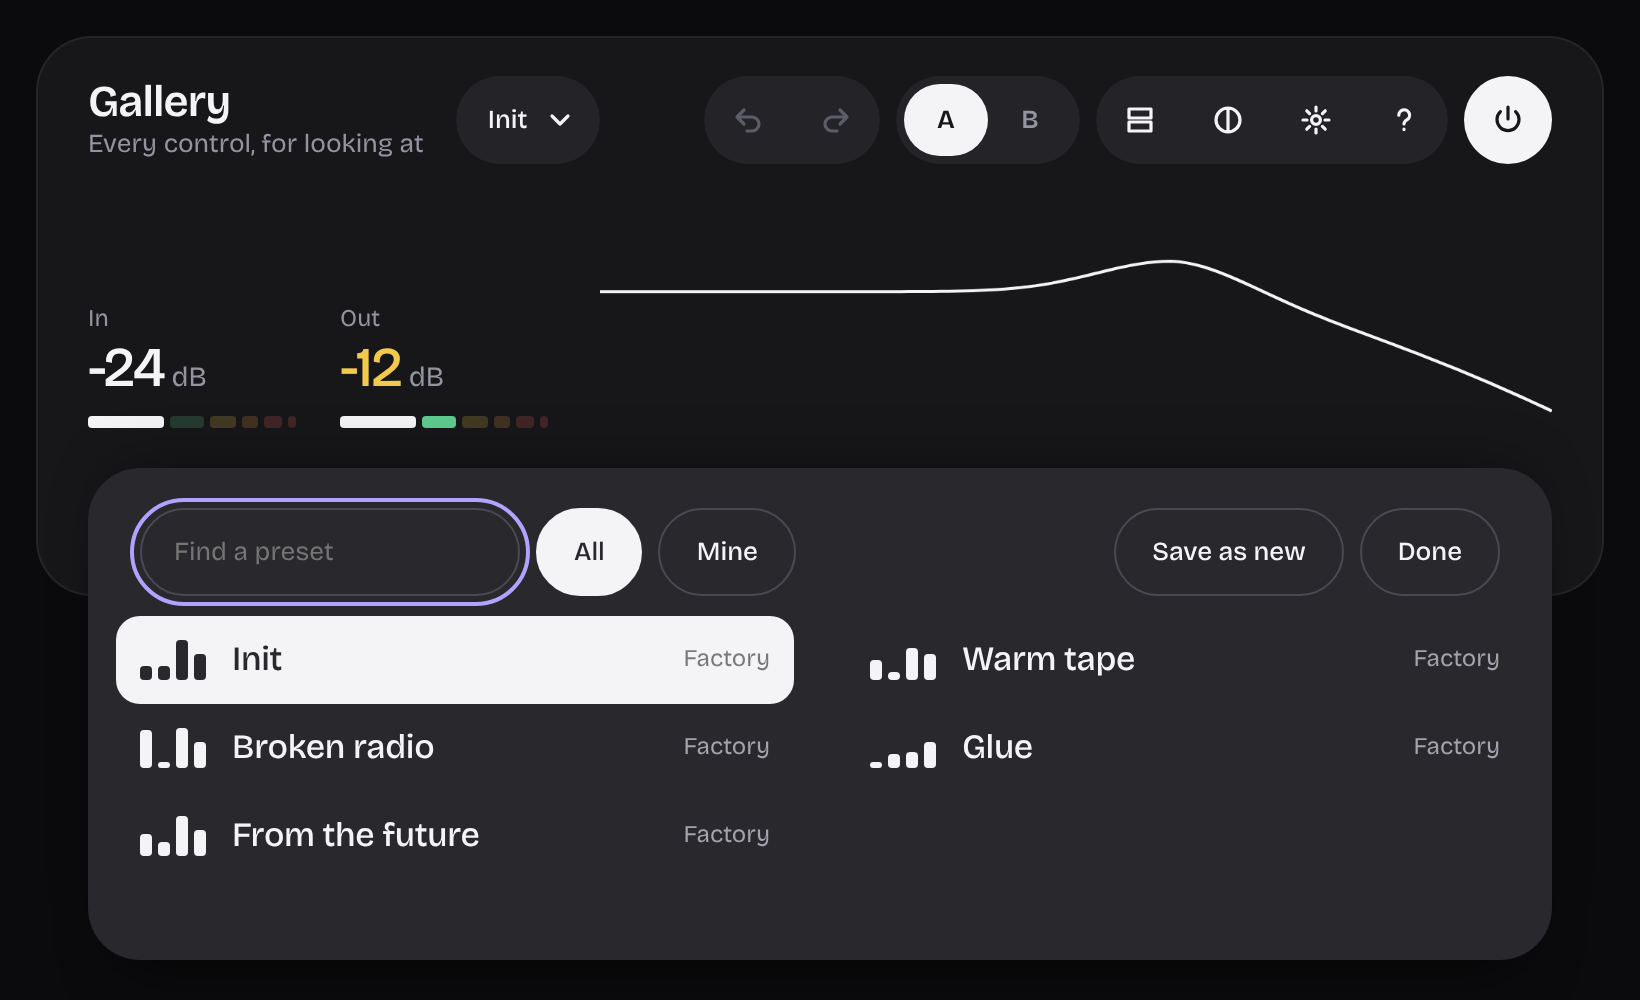 Gallery
Every control, for looking at
Init
A
B
?
In
-24 dB
Out
-12 dB
Find a preset
All
Mine
Save as new
Done
Init
Factory
Warm tape
Factory
Broken radio
Factory
Glue
Factory
From the future
Factory